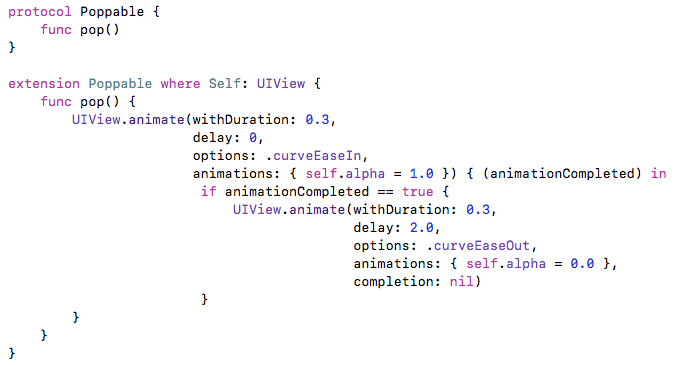 protocol Poppable {
    func pop()
}

extension Poppable where Self: UIView {
    func pop() {
        UIView.animate(withDuration: 0.3,
                       delay: 0,
                       options: .curveEaseIn,
                       animations: { self.alpha = 1.0 }) { (animationCompleted) in
                        if animationCompleted == true {
                            UIView.animate(withDuration: 0.3,
                                           delay: 2.0,
                                           options: .curveEaseOut,
                                           animations: { self.alpha = 0.0 },
                                           completion: nil)
                        }
        }
    }
}